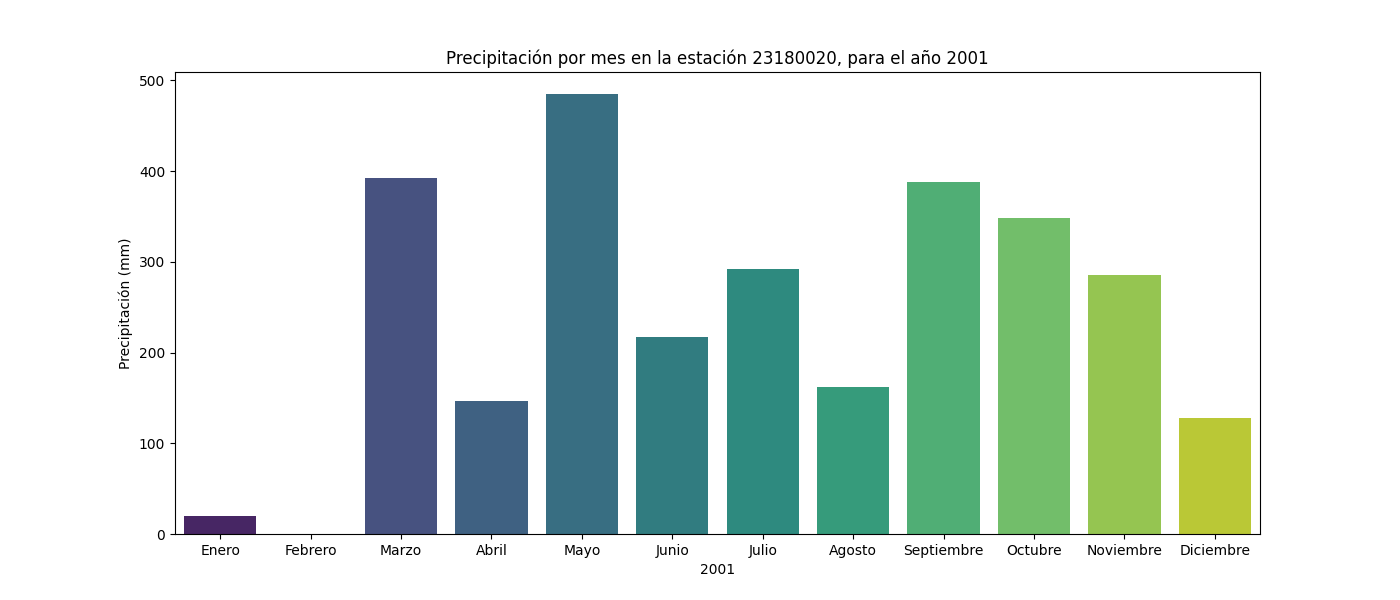 Precipitación por mes en la estación 23180020, para el año 2001
Precipitación (mm)
500
400
300
200
100
0
Enero Febrero Marzo Abril Mayo Junio Julio Agosto Septiembre Octubre Noviembre Diciembre
2001